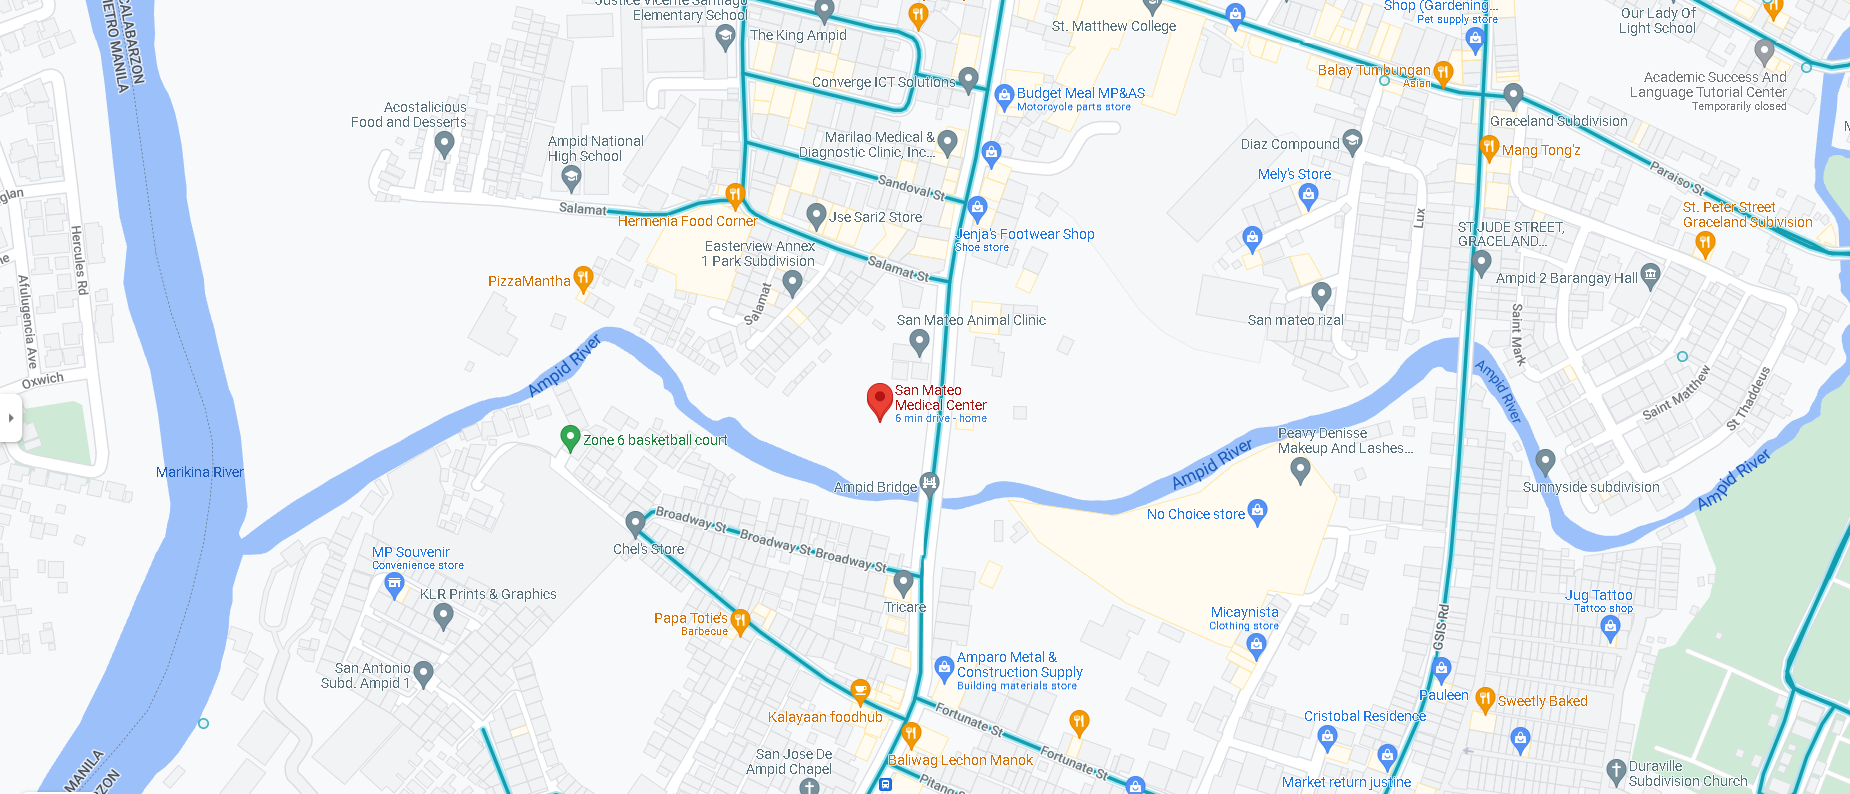 CALABARZON
METRO MANILA
Justice Vicente Santiago
Elementary School
The King Ampid
St. Matthew College
Shop (Gardening...
Pet supply store
Our Lady Of
Light School
Converge ICT Solutions
Budget Meal MP&AS
Motorcycle parts store
Balay Tumbungan
Asian
Academic Success And
Language Tutorial Center
Temporarily closed
Acostalicious
Food and Desserts
Ampid National
High School
Marilao Medical &
Diagnostic Clinic, Inc...
Diaz Compound
Graceland Subdivision
Mang Tong'z
Paraiso St
Mely's Store
Sandoval St
Salamat
Hermenia Food Corner
Jse Sari2 Store
Jenja's Footwear Shop
Shoe store
Lux
ST JUDE STREET,
GRACELAND...
St. Peter Street
Graceland Subivision
Hercules Rd
Afulugencia Ave
Oxwich
Easterview Annex
1 Park Subdivision
Salamat St
Salamat
PizzaMantha
Ampid 2 Barangay Hall
San Mateo Animal Clinic
San mateo rizal
Saint Mark
Ampid River
Ampid River
San Mateo
Medical Center
6 min drive - home
Saint Matthew
St Thaddeus
Zone 6 basketball court
Peavy Denisse
Makeup And Lashes...
Marikina River
Ampid River
Ampid River
Ampid Bridge
Sunnyside subdivision
No Choice store
Broadway St
Broadway St
Broadway St
Chel's Store
MP Souvenir
Convenience store
KLR Prints & Graphics
Tricare
Papa Totie's
Barbecue
Micaynista
Clothing store
GSIS Rd
Jug Tattoo
Tattoo shop
San Antonio
Subd. Ampid 1
Amparo Metal &
Construction Supply
Building materials store
Pauleen
Sweetly Baked
Kalayaan foodhub
Fortunate St
Fortunate St
Cristobal Residence
San Jose De
Ampid Chapel
Baliwag Lechon Manok
Market return justine
Duraville
Subdivision Church